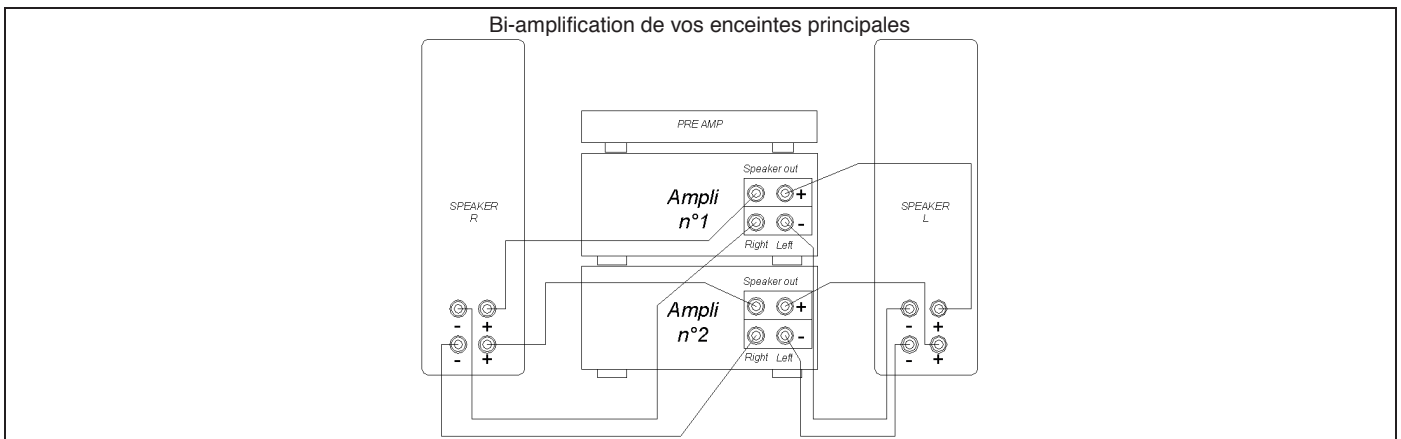 Bi-amplification de vos enceintes principales
PRE AMP
SPEAKER
R
Ampli
n°1
Speaker out
+
-
Right Left
SPEAKER
L
Ampli
n°2
Speaker out
+
-
Right Left
- +
- +
- +
- +